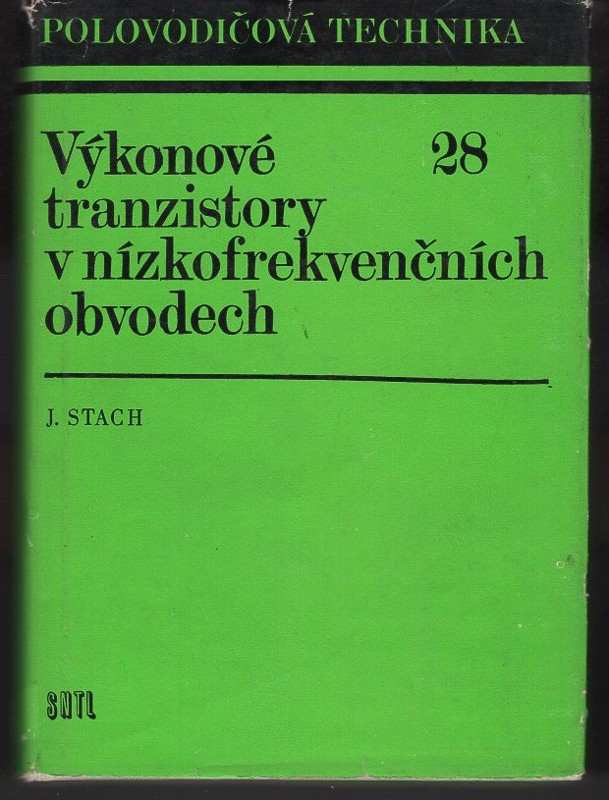 POLOVODIČOVÁ TECHNIKA
Výkonové 28
tranzistory
v nízkofrekvenčních
obvodech
J. STACH
SNTL